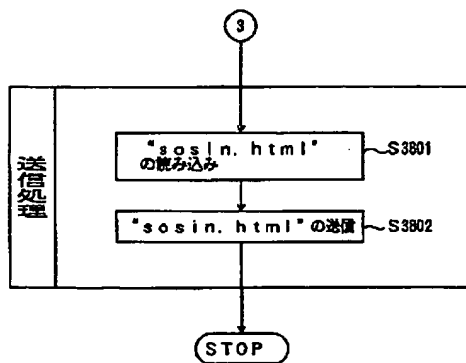 3
送信処理
“sosin. html”
の読み込み
S3801
“sosin. html”の送信
S3802
STOP